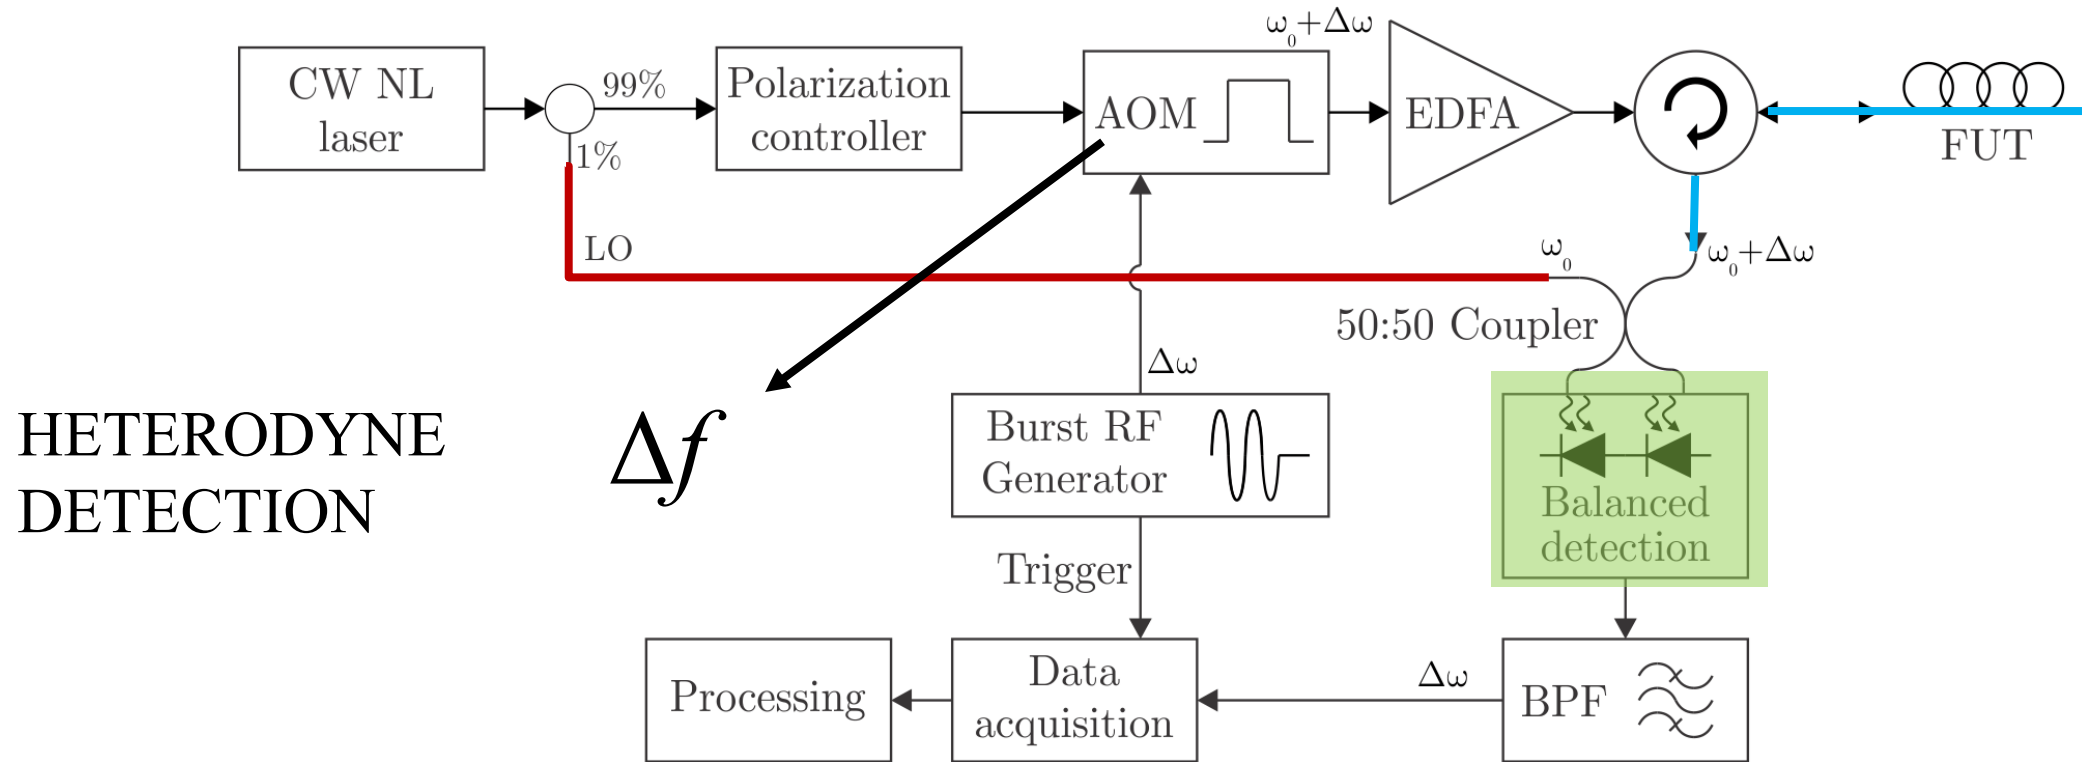 ω₀+Δω
CW NL
laser
99%
1%
Polarization
controller
AOM
EDFA
FUT
LO
ω₀
ω₀+Δω
50:50 Coupler
Δω
HETERODYNE
DETECTION
Δf
Burst RF
Generator
Balanced
detection
Trigger
Processing
Data
acquisition
Δω
BPF